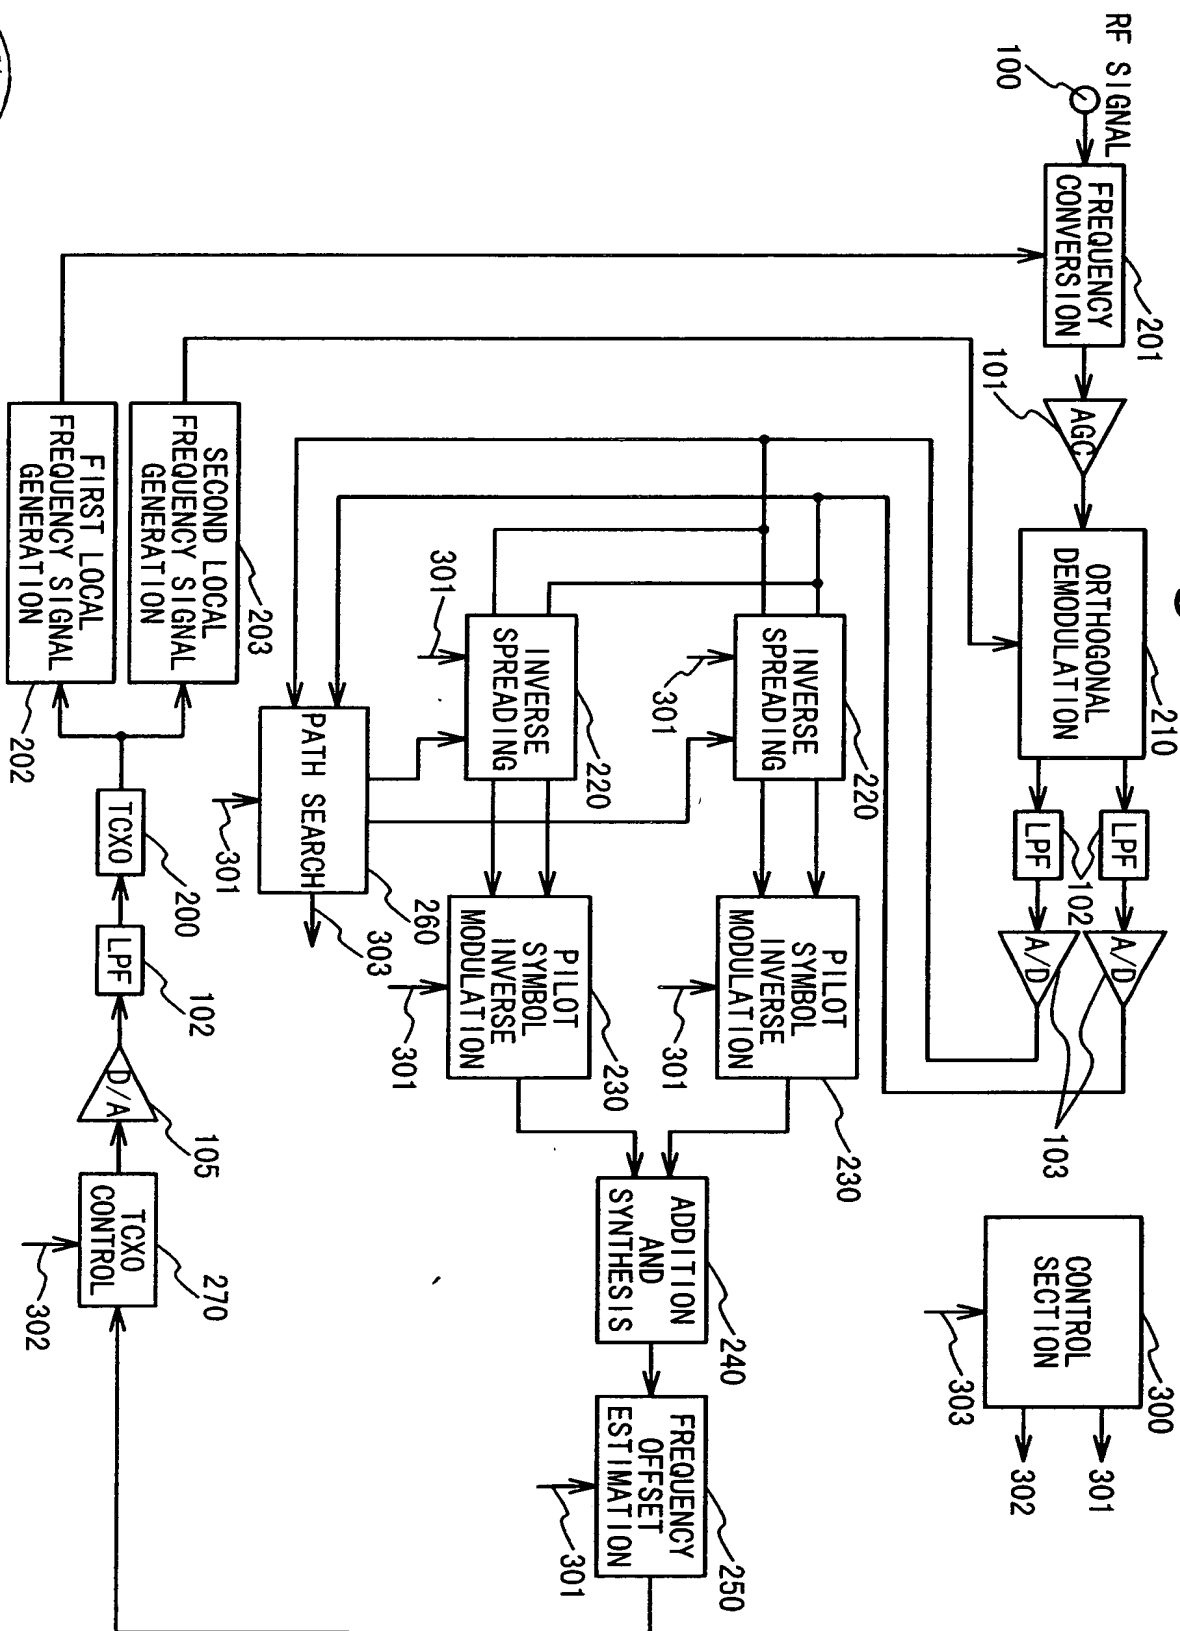 RF SIGNAL
100
FREQUENCY
CONVERSION
201
101
AGC
ORTHOGONAL
DEMODULATION
210
LPF
LPF
102
A/D
A/D
103
CONTROL
SECTION
300
301
302
303
INVERSE
SPREADING
220
301
PILOT
SYMBOL
INVERSE
MODULATION
230
301
INVERSE
SPREADING
220
301
PILOT
SYMBOL
INVERSE
MODULATION
230
301
ADDITION
AND
SYNTHESIS
240
FREQUENCY
OFFSET
ESTIMATION
250
301
PATH SEARCH
260
301
303
SECOND LOCAL
FREQUENCY SIGNAL
GENERATION
203
FIRST LOCAL
FREQUENCY SIGNAL
GENERATION
202
TCXO
200
LPF
102
D/A
105
TCXO
CONTROL
270
302